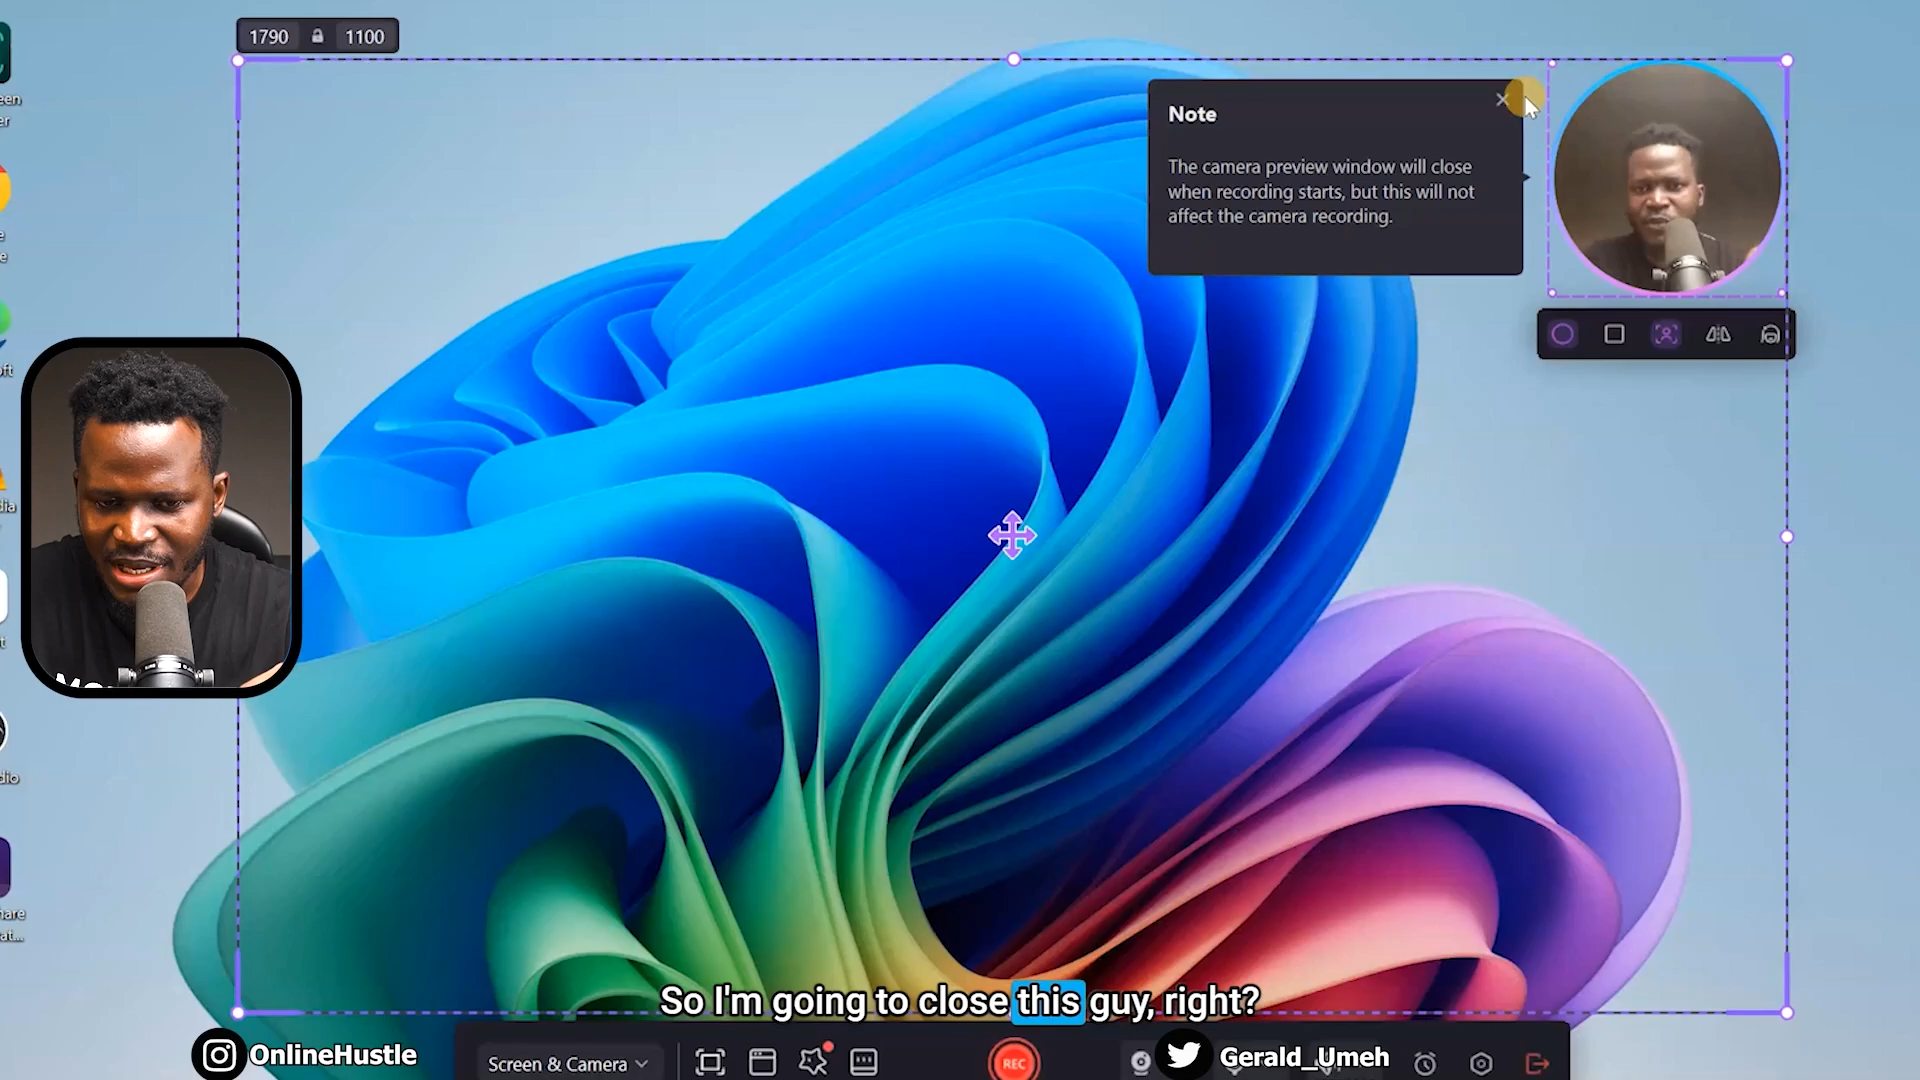 1790 1100
Note
The camera preview window will close
when recording starts, but this will not
affect the camera recording.
So I'm going to close this guy, right?
Screen & Camera
REC
OnlineHustle
Gerald_Umeh